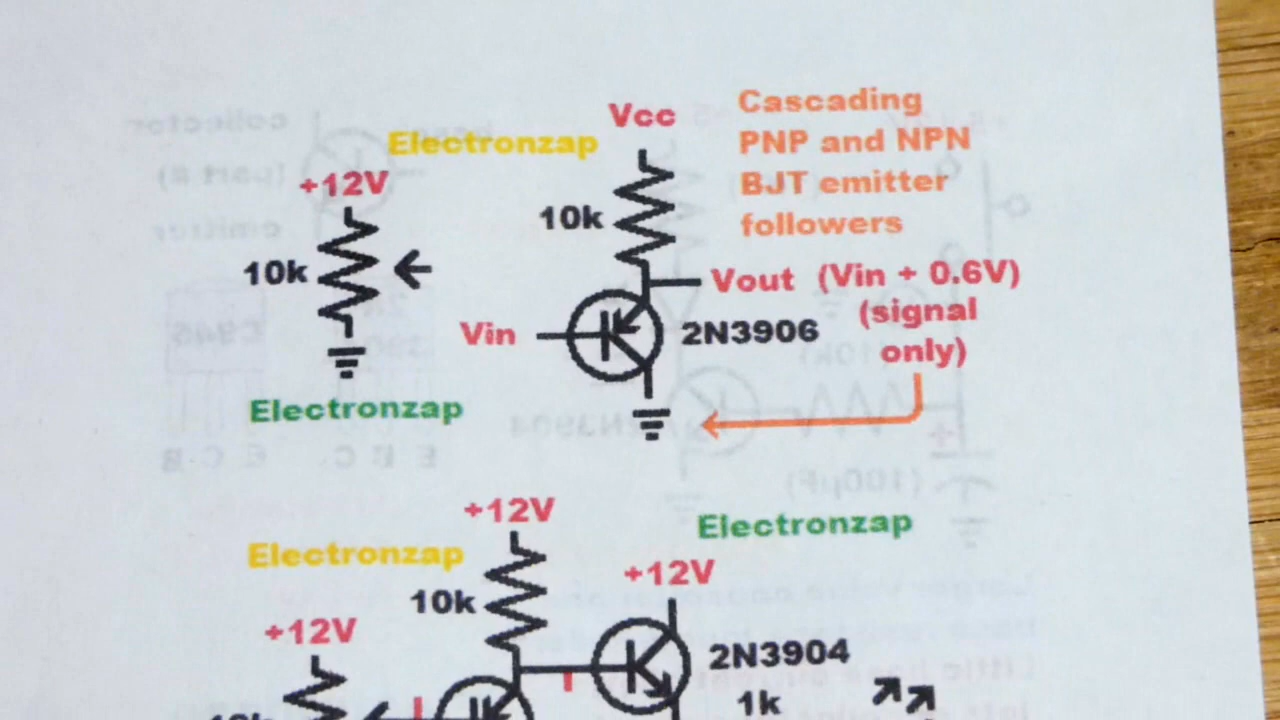 Cascading
PNP and NPN
BJT emitter
followers
Vcc
Electronzap
+12V
10k
10k
Vout (Vin + 0.6V)
(signal
only)
Vin
2N3906
Electronzap
+12V
Electronzap
Electronzap
+12V
10k
+12V
2N3904
1k